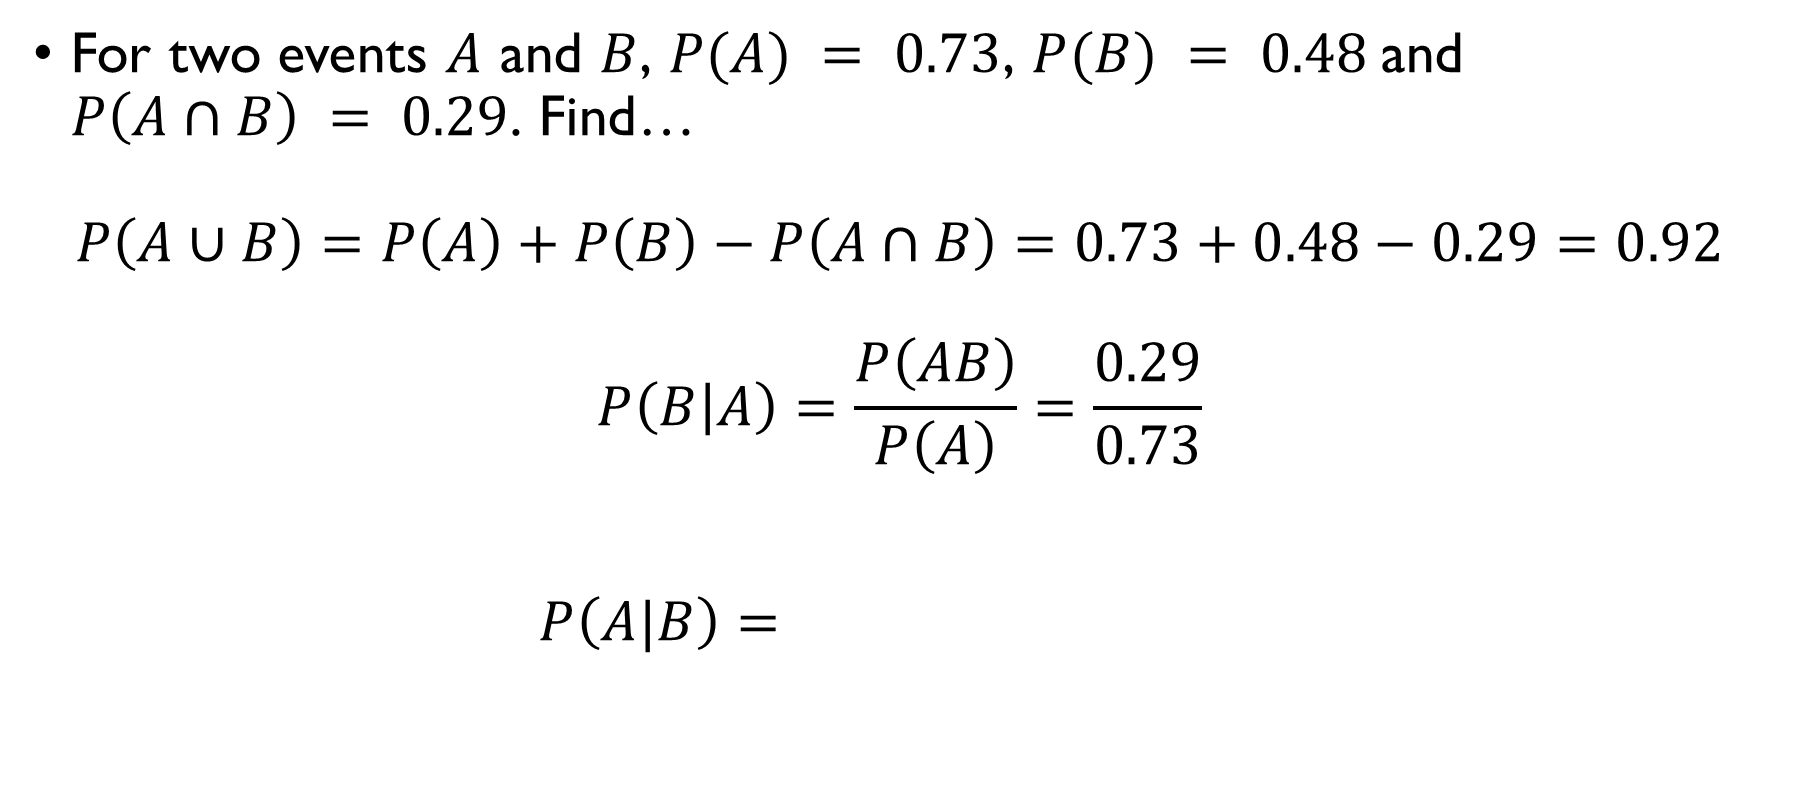 • For two events A and B, P(A) = 0.73, P(B) = 0.48 and
P(A ∩ B) = 0.29. Find…
P(A ∪ B) = P(A) + P(B) − P(A ∩ B) = 0.73 + 0.48 − 0.29 = 0.92
P(B|A) = P(AB)/P(A) = 0.29/0.73
P(A|B) =